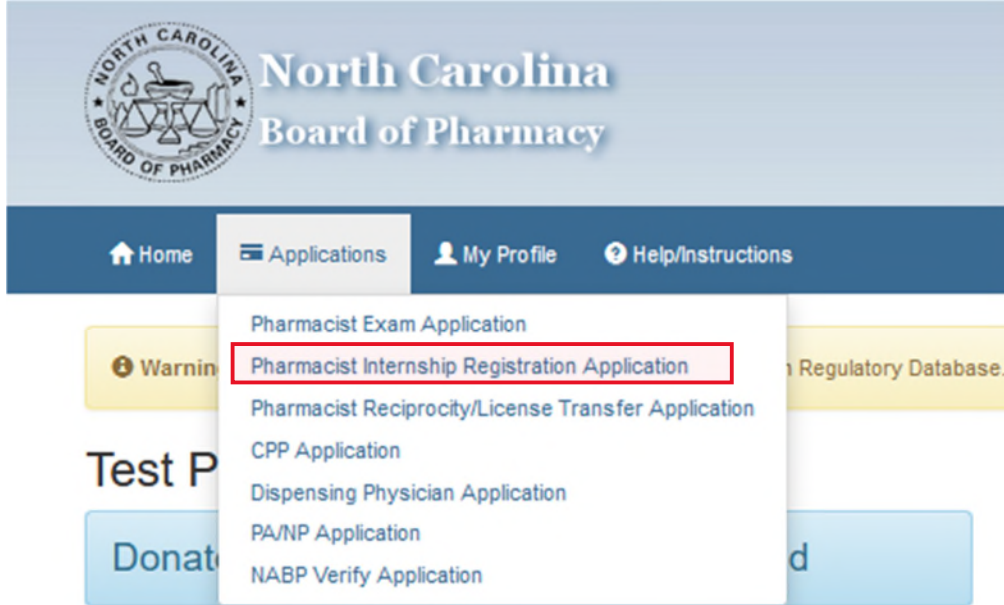 NORTH CAROLINA
BOARD OF PHARMACY
North Carolina
Board of Pharmacy
Home Applications My Profile Help/Instructions
Pharmacist Exam Application
Pharmacist Internship Registration Application
Regulatory Database.
Pharmacist Reciprocity/License Transfer Application
CPP Application
Test P
Dispensing Physician Application
PA/NP Application
NABP Verify Application